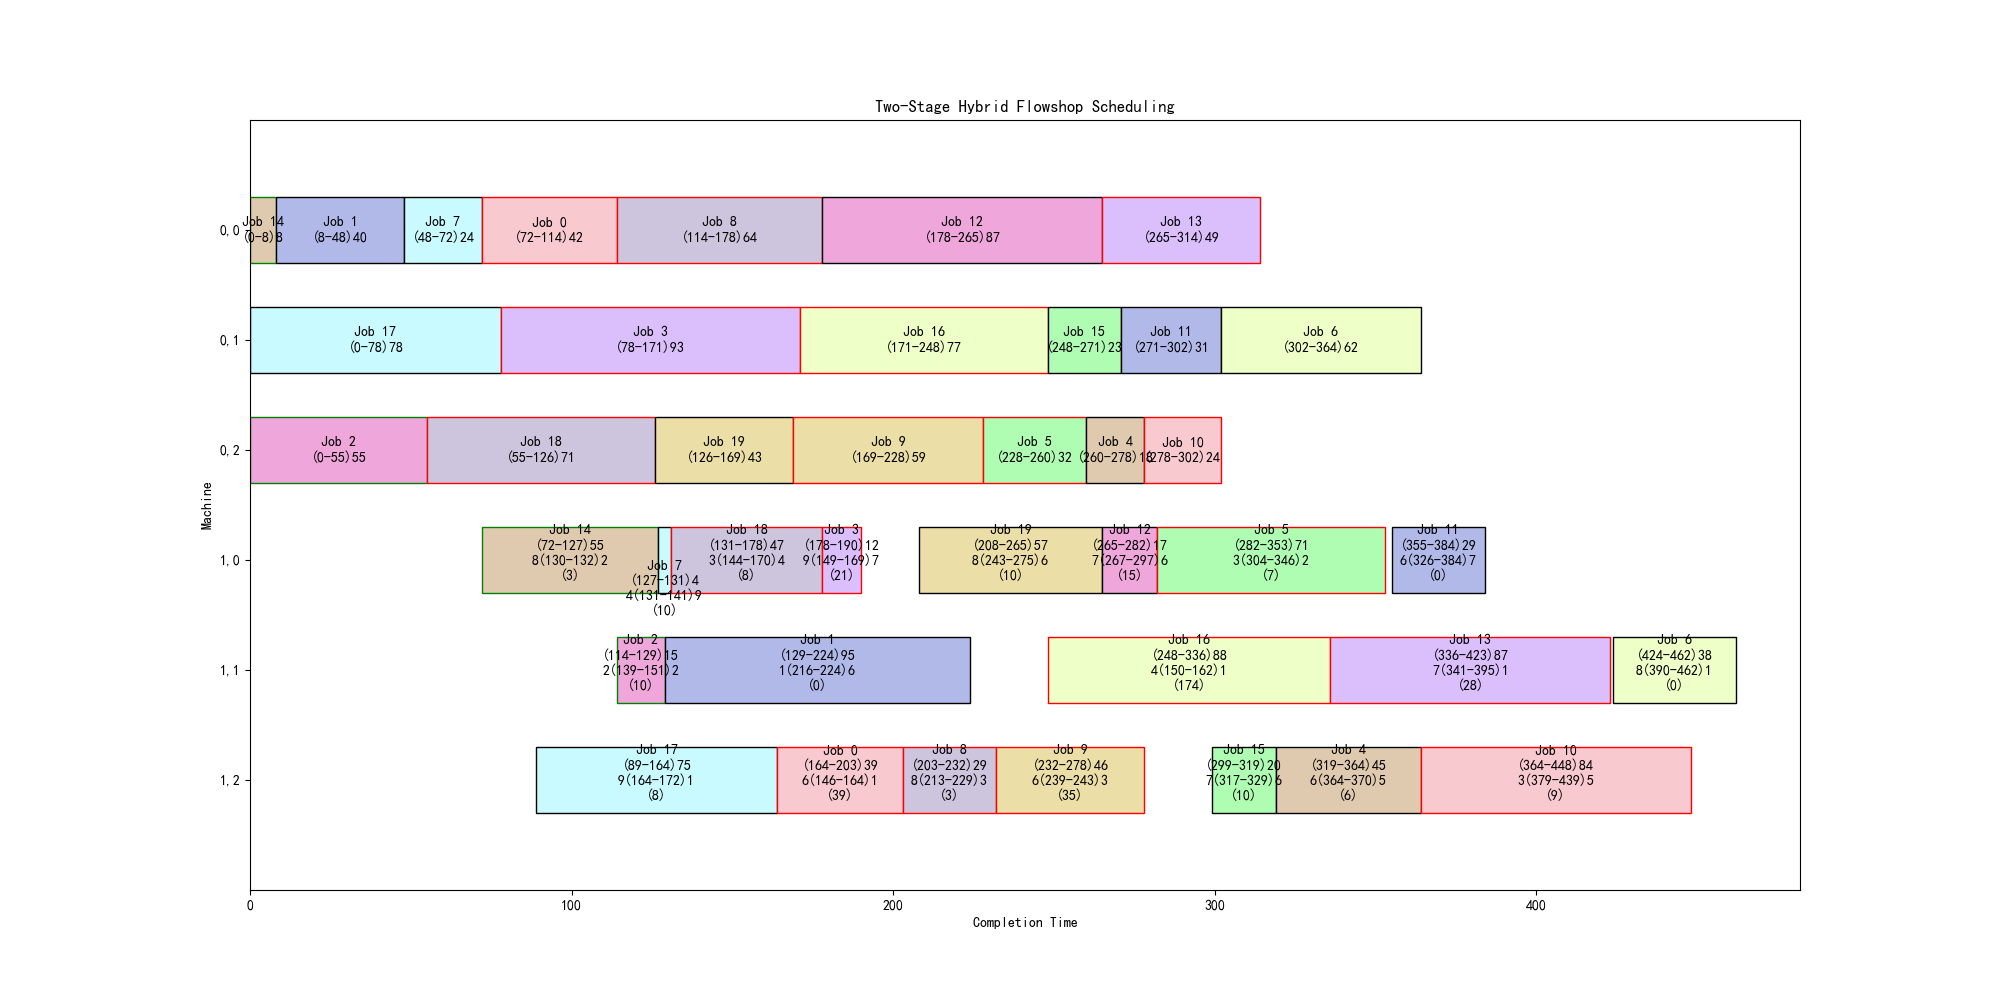 Two-Stage Hybrid Flowshop Scheduling
0,0
Job 14
(0-8)8
Job 1
(8-48)40
Job 7
(48-72)24
Job 0
(72-114)42
Job 8
(114-178)64
Job 12
(178-265)87
Job 13
(265-314)49
0,1
Job 17
(0-78)78
Job 3
(78-171)93
Job 16
(171-248)77
Job 15
(248-271)23
Job 11
(271-302)31
Job 6
(302-364)62
0,2
Job 2
(0-55)55
Job 18
(55-126)71
Job 19
(126-169)43
Job 9
(169-228)59
Job 5
(228-260)32
Job 4
(260-278)18
Job 10
(278-302)24
Machine
1,0
Job 14
(72-127)55
8(130-132)2
(3)
Job 7
(127-131)4
4(131-141)9
(10)
Job 18
(131-178)47
3(144-170)4
(8)
Job 3
(178-190)12
9(149-169)7
(21)
Job 19
(208-265)57
8(243-275)6
(10)
Job 12
(265-282)17
7(267-297)6
(15)
Job 5
(282-353)71
3(304-346)2
(7)
Job 11
(355-384)29
6(326-384)7
(0)
1,1
Job 2
(114-129)15
2(139-151)2
(10)
Job 1
(129-224)95
1(216-224)6
(0)
Job 16
(248-336)88
4(150-162)1
(174)
Job 13
(336-423)87
7(341-395)1
(28)
Job 6
(424-462)38
8(390-462)1
(0)
1,2
Job 17
(89-164)75
9(164-172)1
(8)
Job 0
(164-203)39
6(146-164)1
(39)
Job 8
(203-232)29
8(213-229)3
(3)
Job 9
(232-278)46
6(239-243)3
(35)
Job 15
(299-319)20
7(317-329)6
(10)
Job 4
(319-364)45
6(364-370)5
(6)
Job 10
(364-448)84
3(379-439)5
(9)
0 100 200 300 400
Completion Time